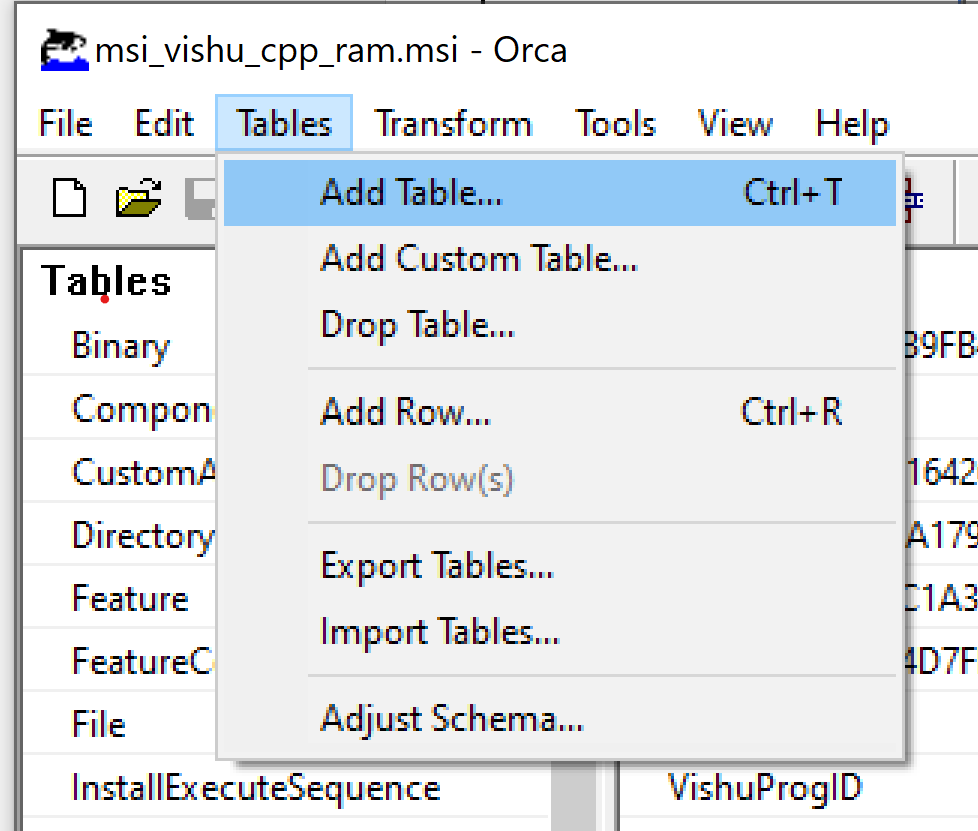 msi_vishu_cpp_ram.msi - Orca
File Edit Tables Transform Tools View Help
Add Table... Ctrl+T
Add Custom Table...
Drop Table...
Add Row... Ctrl+R
Drop Row(s)
Export Tables...
Import Tables...
Adjust Schema...
Tables
Binary
Compon
CustomA
Directory
Feature
FeatureC
File
InstallExecuteSequence
B9FB
1642
A179
C1A3
4D7F
VishuProgID